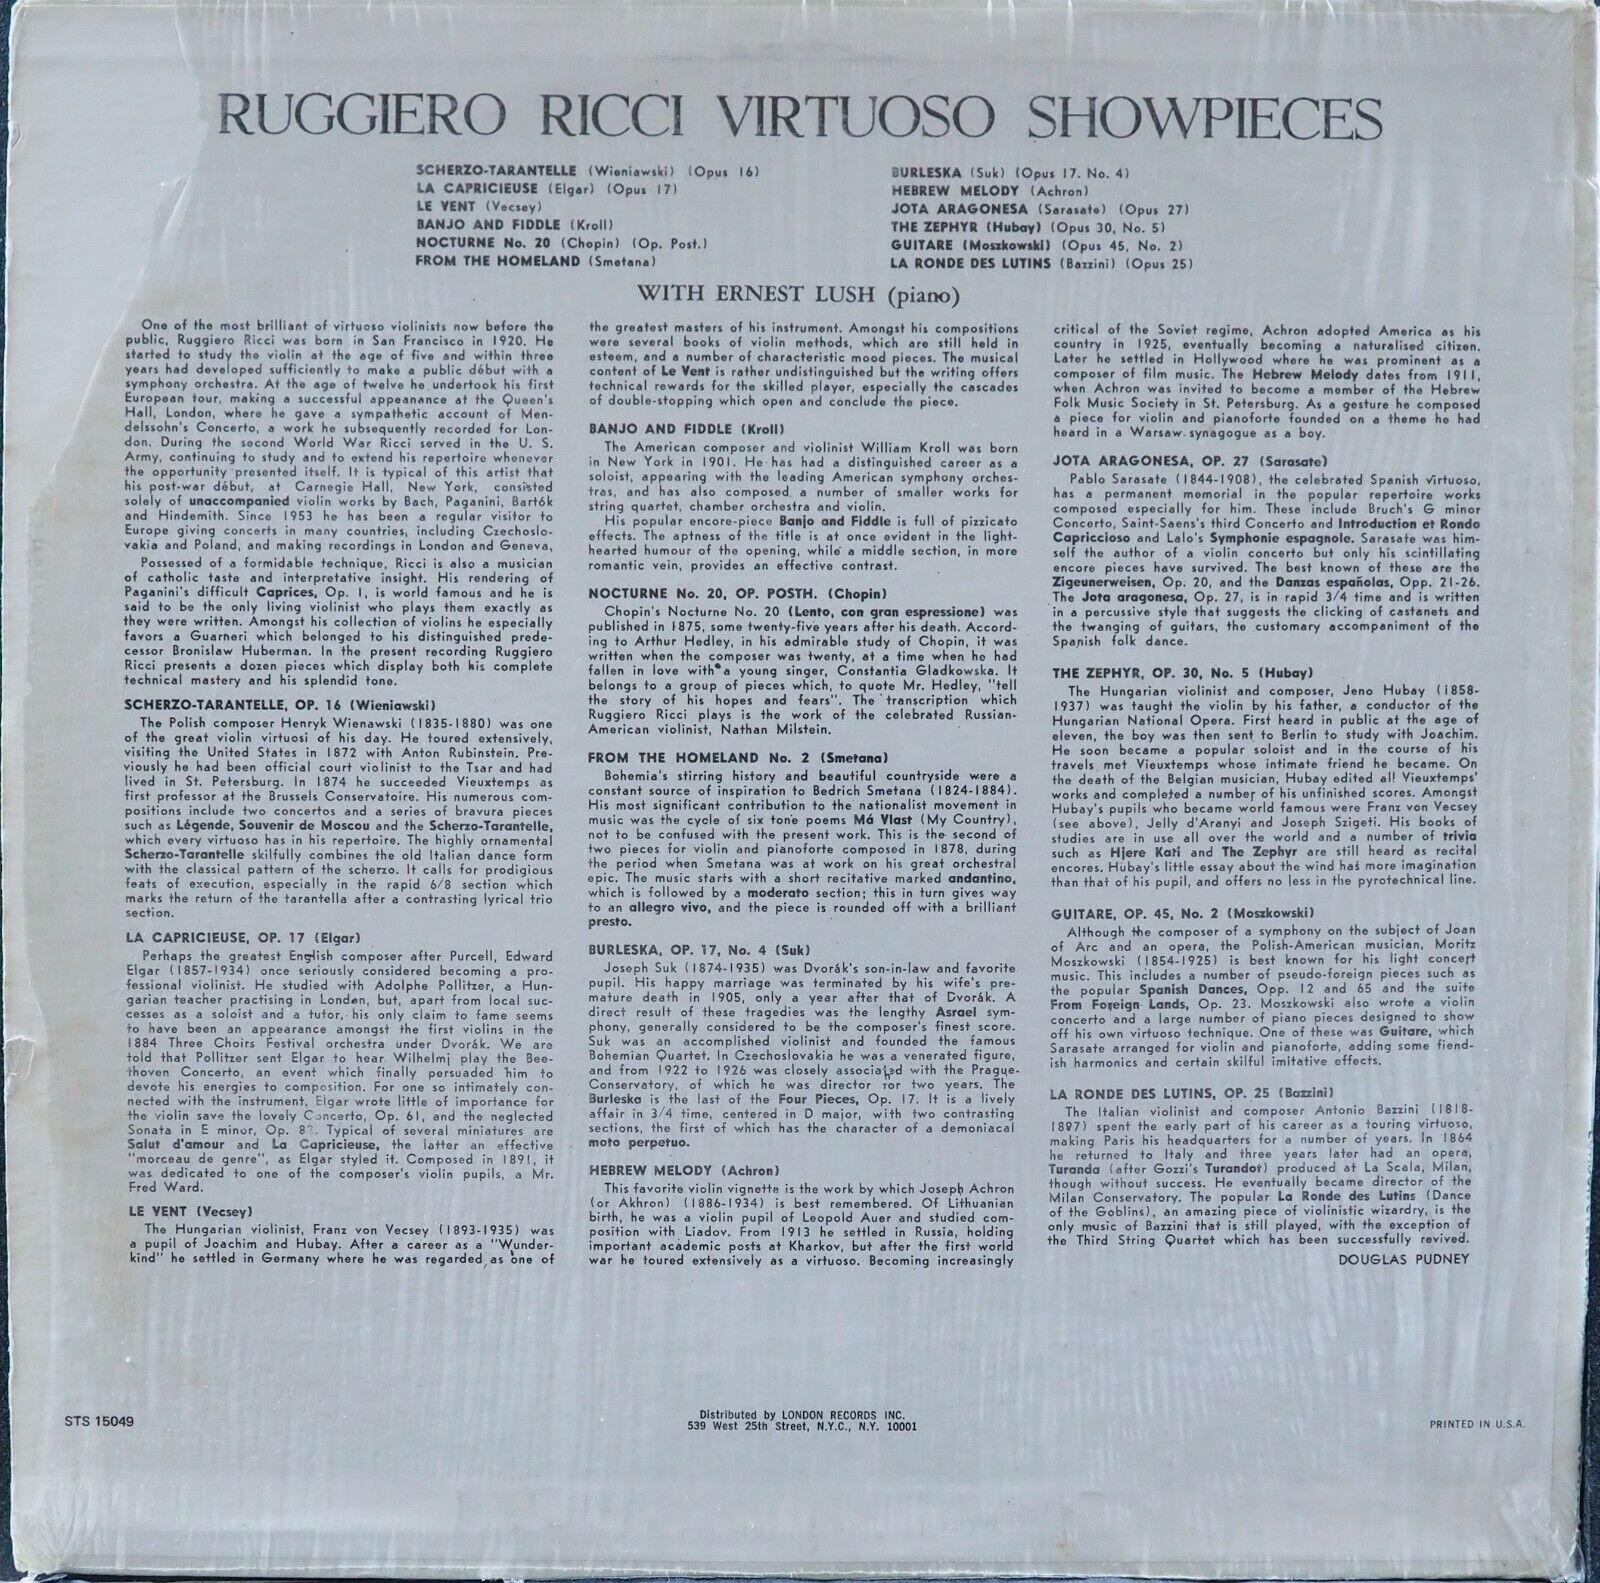 RUGGIERO RICCI VIRTUOSO SHOWPIECES
SCHERZO-TARANTELLE (Wieniawski) (Opus 16)
LA CAPRICIEUSE (Elgar) (Opus 17)
LE VENT (Vecsey)
BANJO AND FIDDLE (Kroll)
NOCTURNE No. 20 (Chopin) (Op. Post.)
FROM THE HOMELAND (Smetana)
BURLESKA (Suk) (Opus 17. No. 4)
HEBREW MELODY (Achron)
JOTA ARAGONESA (Sarasate) (Opus 27)
THE ZEPHYR (Hubay) (Opus 30, No. 5)
GUITARE (Moszkowski) (Opus 45, No. 2)
LA RONDE DES LUTINS (Bazzini) (Opus 25)
WITH ERNEST LUSH (piano)
One of the most brilliant of virtuoso violinists now before the
public, Ruggiero Ricci was born in San Francisco in 1920. He
started to study the violin at the age of five and within three
years had developed sufficiently to make a public début with a
symphony orchestra. At the age of twelve he undertook his first
European tour, making a successful appeanance at the Queen's
Hall, London, where he gave a sympathetic account of Men-
delssohn's Concerto, a work he subsequently recorded for Lon-
don. During the second World War Ricci served in the U. S.
Army, continuing to study and to extend his repertoire whenever
the opportunity presented itself. It is typical of this artist that
his post-war début, at Carnegie Hall, New York, consisted
solely of unaccompanied violin works by Bach, Paganini, Bartók
and Hindemith. Since 1953 he has been a regular visitor to
Europe giving concerts in many countries, including Czechoslo-
vakia and Poland, and making recordings in London and Geneva,
Possessed of a formidable technique, Ricci is also a musician
of catholic taste and interpretative insight. His rendering of
Paganini's difficult Caprices, Op. 1, is world famous and he is
said to be the only living violinist who plays them exactly as
they were written. Amongst his collection of violins he especially
favors a Guarneri which belonged to his distinguished prede-
cessor Bronislaw Huberman. In the present recording Ruggiero
Ricci presents a dozen pieces which display both his complete
technical mastery and his splendid tone.
SCHERZO-TARANTELLE, OP. 16 (Wieniawski)
The Polish composer Henryk Wienawski (1835-1880) was one
of the great violin virtuosi of his day. He toured extensively,
visiting the United States in 1872 with Anton Rubinstein. Pre-
viously he had been official court violinist to the Tsar and had
lived in St. Petersburg. In 1874 he succeeded Vieuxtemps as
first professor at the Brussels Conservatoire. His numerous com-
positions include two concertos and a series of bravura pieces
such as Légende, Souvenir de Moscou and the Scherzo-Tarantelle,
which every virtuoso has in his repertoire. The highly ornamental
Scherzo-Tarantelle skilfully combines the old Italian dance form
with the classical pattern of the scherzo. It calls for prodigious
feats of execution, especially in the rapid 6/8 section which
marks the return of the tarantella after a contrasting lyrical trio
section.
LA CAPRICIEUSE, OP. 17 (Elgar)
Perhaps the greatest English composer after Purcell, Edward
Elgar (1857-1934) once seriously considered becoming a pro-
fessional violinist. He studied with Adolphe Pollitzer, a Hun-
garian teacher practising in London, but, apart from local suc-
cesses as a soloist and a tutor, his only claim to fame seems
to have been an appearance amongst the first violins in the
1884 Three Choirs Festival orchestra under Dvorák. We are
told that Pollitzer sent Elgar to hear Wilhelmj play the Bee-
thoven Concerto, an event which finally persuaded him to
devote his energies to composition. For one so intimately con-
nected with the instrument, Elgar wrote little of importance for
the violin save the lovely Concerto, Op. 61, and the neglected
Sonata in E minor, Op. Typical of several miniatures are
Salut d'amour and La Capricieuse, the latter an effective
"morceau de genre", as Elgar styled it. Composed in 1891, it
was dedicated to one of the composer's violin pupils, a Mr.
Fred Ward.
LE VENT (Vecsey)
The Hungarian violinist, Franz von Vecsey (1893-1935) was
a pupil of Joachim and Hubay. After a career as a "Wunder-
kind" he settled in Germany where he was regarded as one of
the greatest masters of his instrument. Amongst his compositions
were several books of violin methods, which are still held in
esteem, and a number of characteristic mood pieces. The musical
content of Le Vent is rather undistinguished but the writing offers
technical rewards for the skilled player, especially the cascades
of double-stopping which open and conclude the piece.
BANJO AND FIDDLE (Kroll)
The American composer and violinist William Kroll was born
in New York in 1901. He has had a distinguished career as a
soloist, appearing with the leading American symphony orches-
tras, and has also composed a number of smaller works for
string quartet, chamber orchestra and violin.
His popular encore-piece Banjo and Fiddle is full of pizzicato
effects. The aptness of the title is at once evident in the light-
hearted humour of the opening, while a middle section, in more
romantic vein, provides an effective contrast.
NOCTURNE No. 20, OP. POSTH. (Chopin)
Chopin's Nocturne No. 20 (Lento, con gran espressione) was
published in 1875, some twenty-five years after his death. Accord-
ing to Arthur Hedley, in his admirable study of Chopin, it was
written when the composer was twenty, at a time when he had
fallen in love with a young singer, Constantia Gladkowska. It
belongs to a group of pieces which, to quote Mr. Hedley, "tell
the story of his hopes and fears". The transcription which
Ruggiero Ricci plays is the work of the celebrated Russian-
American violinist, Nathan Milstein.
FROM THE HOMELAND No. 2 (Smetana)
Bohemia's stirring history and beautiful countryside were a
constant source of inspiration to Bedrich Smetana (1824-1884).
His most significant contribution to the nationalist movement in
music was the cycle of six tone poems Má Vlast (My Country),
not to be confused with the present work. This is the second of
two pieces for violin and pianoforte composed in 1878, during
the period when Smetana was at work on his great orchestral
epic. The music starts with a short recitative marked andantino,
which is followed by a moderato section; this in turn gives way
to an allegro vivo, and the piece is rounded off with a brilliant
presto.
BURLESKA, OP. 17, No. 4 (Suk)
Joseph Suk (1874-1935) was Dvorák's son-in-law and favorite
pupil. His happy marriage was terminated by his wife's pre-
mature death in 1905, only a year after that of Dvorák. A
direct result of these tragedies was the lengthy Asrael sym-
phony, generally considered to be the composer's finest score.
Suk was an accomplished violinist and founded the famous
Bohemian Quartet. In Czechoslovakia he was a venerated figure,
and from 1922 to 1926 was closely associated with the Prague
Conservatory, of which he was director for two years. The
Burleska is the last of the Four Pieces, Op. 17. It is a lively
affair in 3/4 time, centered in D major, with two contrasting
sections, the first of which has the character of a demoniacal
moto perpetuo.
HEBREW MELODY (Achron)
This favorite violin vignette is the work by which Joseph Achron
(or Akhron) (1886-1934) is best remembered. Of Lithuanian
birth, he was a violin pupil of Leopold Auer and studied com-
position with Liadov. From 1913 he settled in Russia, holding
important academic posts at Kharkov, but after the first world
war he toured extensively as a virtuoso. Becoming increasingly
critical of the Soviet regime, Achron adopted America as his
country in 1925, eventually becoming a naturalised citizen.
Later he settled in Hollywood where he was prominent as a
composer of film music. The Hebrew Melody dates from 1911,
when Achron was invited to become a member of the Hebrew
Folk Music Society in St. Petersburg. As a gesture he composed
a piece for violin and pianoforte founded on a theme he had
heard in a Warsaw synagogue as a boy.
JOTA ARAGONESA, OP. 27 (Sarasate)
Pablo Sarasate (1844-1908), the celebrated Spanish virtuoso,
has a permanent memorial in the popular repertoire works
composed especially for him. These include Bruch's G minor
Concerto, Saint-Saens's third Concerto and Introduction et Rondo
Capriccioso and Lalo's Symphonie espagnole. Sarasate was him-
self the author of a violin concerto but only his scintillating
encore pieces have survived. The best known of these are the
Zigeunerweisen, Op. 20, and the Danzas españolas, Opp. 21-26.
The Jota aragonesa, Op. 27, is in rapid 3/4 time and is written
in a percussive style that suggests the clicking of castanets and
the twanging of guitars, the customary accompaniment of the
Spanish folk dance.
THE ZEPHYR, OP. 30, No. 5 (Hubay)
The Hungarian violinist and composer, Jeno Hubay (1858-
1937) was taught the violin by his father, a conductor of the
Hungarian National Opera. First heard in public at the age of
eleven, the boy was then sent to Berlin to study with Joachim.
He soon became a popular soloist and in the course of his
travels met Vieuxtemps whose intimate friend he became. On
the death of the Belgian musician, Hubay edited all Vieuxtemps'
works and completed a number of his unfinished scores. Amongst
Hubay's pupils who became world famous were Franz von Vecsey
(see above), Jelly d'Aranyi and Joseph Szigeti. His books of
studies are in use all over the world and a number of trivia
such as Hjere Kati and The Zephyr are still heard as recital
encores. Hubay's little essay about the wind has more imagination
than that of his pupil, and offers no less in the pyrotechnical line.
GUITARE, OP. 45, No. 2 (Moszkowski)
Although the composer of a symphony on the subject of Joan
of Arc and an opera, the Polish-American musician, Moritz
Moszkowski (1854-1925) is best known for his light concert
music. This includes a number of pseudo-foreign pieces such as
the popular Spanish Dances, Opp. 12 and 65 and the suite
From Foreign Lands, Op. 23. Moszkowski also wrote a violin
concerto and a large number of piano pieces designed to show
off his own virtuoso technique. One of these was Guitare, which
Sarasate arranged for violin and pianoforte, adding some fiend-
ish harmonics and certain skilful imitative effects.
LA RONDE DES LUTINS, OP. 25 (Bazzini)
The Italian violinist and composer Antonio Bazzini (1818-
1897) spent the early part of his career as a touring virtuoso,
making Paris his headquarters for a number of years. In 1864
he returned to Italy and three years later had an opera,
Turanda (after Gozzi's Turandot) produced at La Scala, Milan,
though without success. He eventually became director of the
Milan Conservatory. The popular La Ronde des Lutins (Dance
of the Goblins), an amazing piece of violinistic wizardry, is the
only music of Bazzini that is still played, with the exception of
the Third String Quartet which has been successfully revived.
DOUGLAS PUDNEY
STS 15049
Distributed by LONDON RECORDS INC.
539 West 25th Street, N.Y.C., N.Y. 10001
PRINTED IN U.S.A.